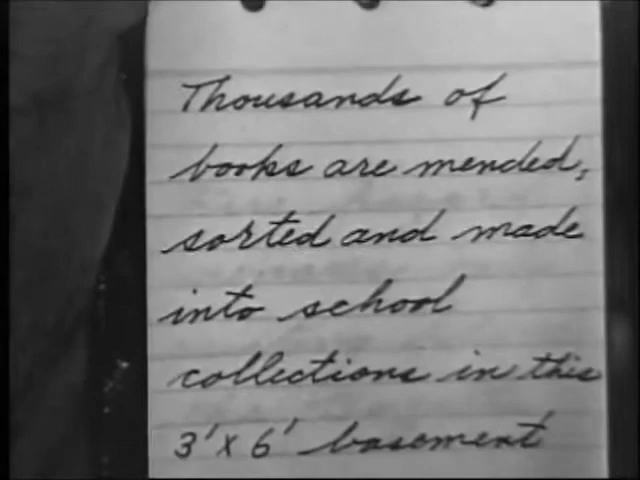 Thousands of
books are mended,
sorted and made
into school
collections in this
3' x 6' basement